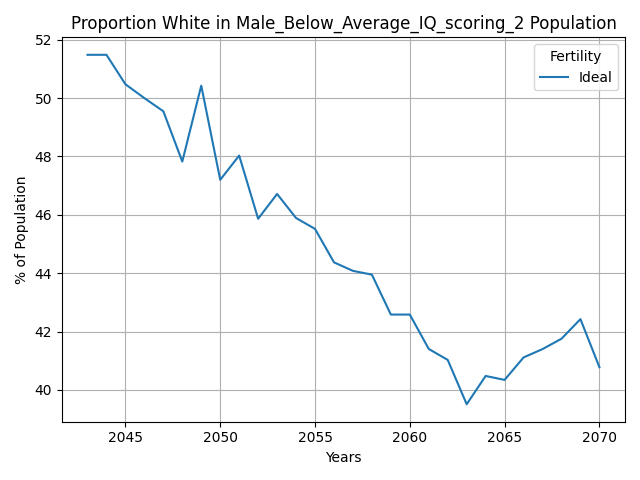 Proportion White in Male_Below_Average_IQ_scoring_2 Population
52
50
48
46
44
42
40
% of Population
Fertility
Ideal
2045 2050 2055 2060 2065 2070
Years